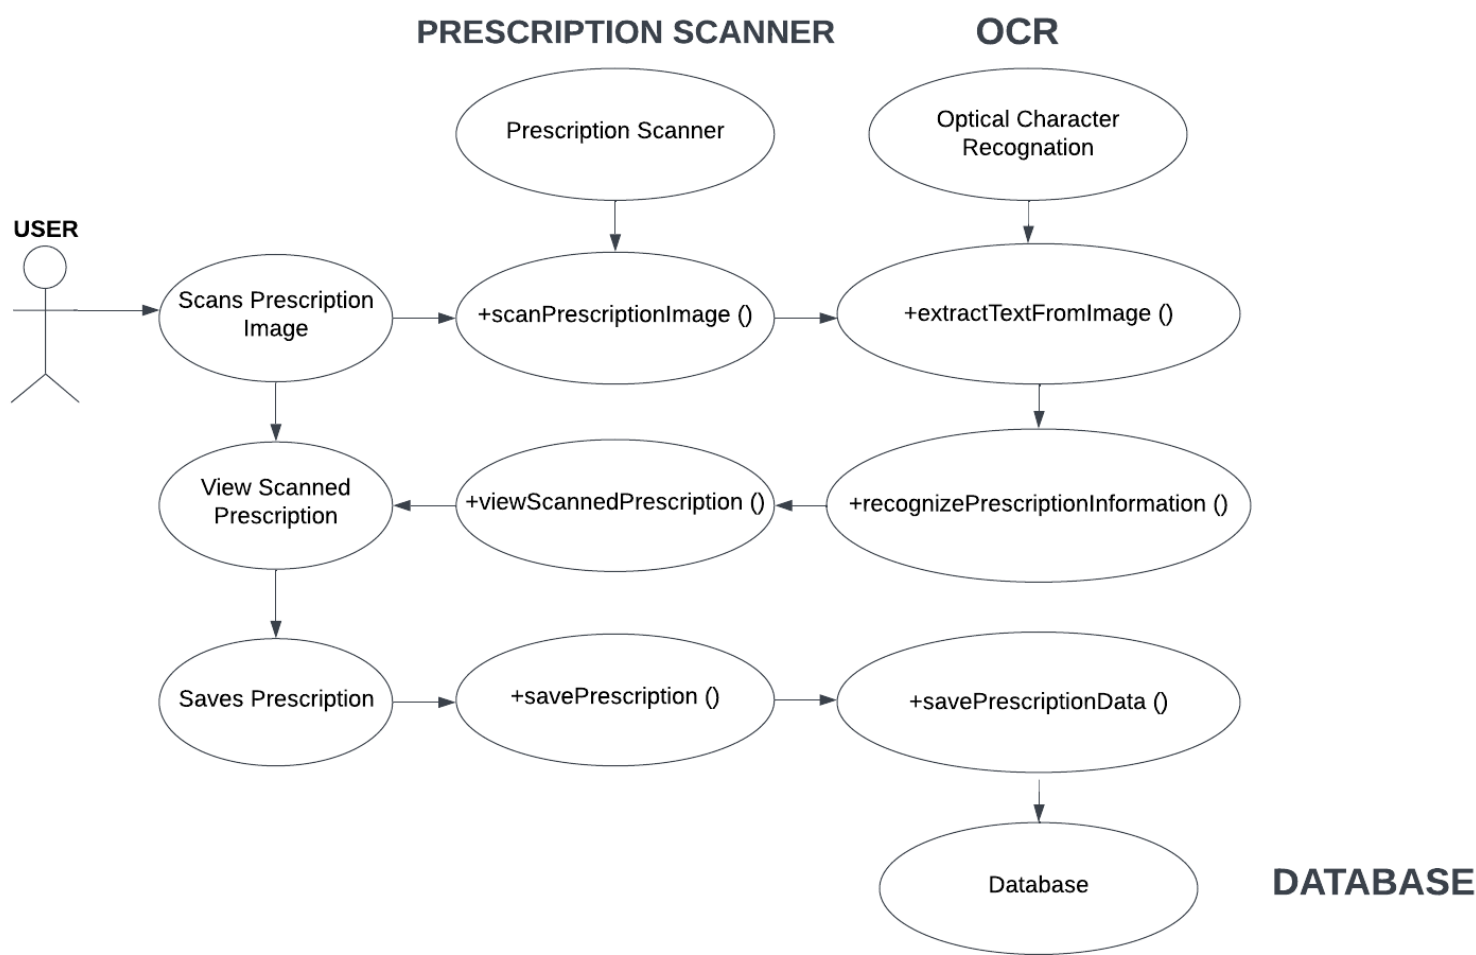 PRESCRIPTION SCANNER
OCR
Prescription Scanner
Optical Character
Recognation
USER
Scans Prescription
Image
+scanPrescriptionImage ()
+extractTextFromImage ()
View Scanned
Prescription
+viewScannedPrescription ()
+recognizePrescriptionInformation ()
Saves Prescription
+savePrescription ()
+savePrescriptionData ()
Database
DATABASE